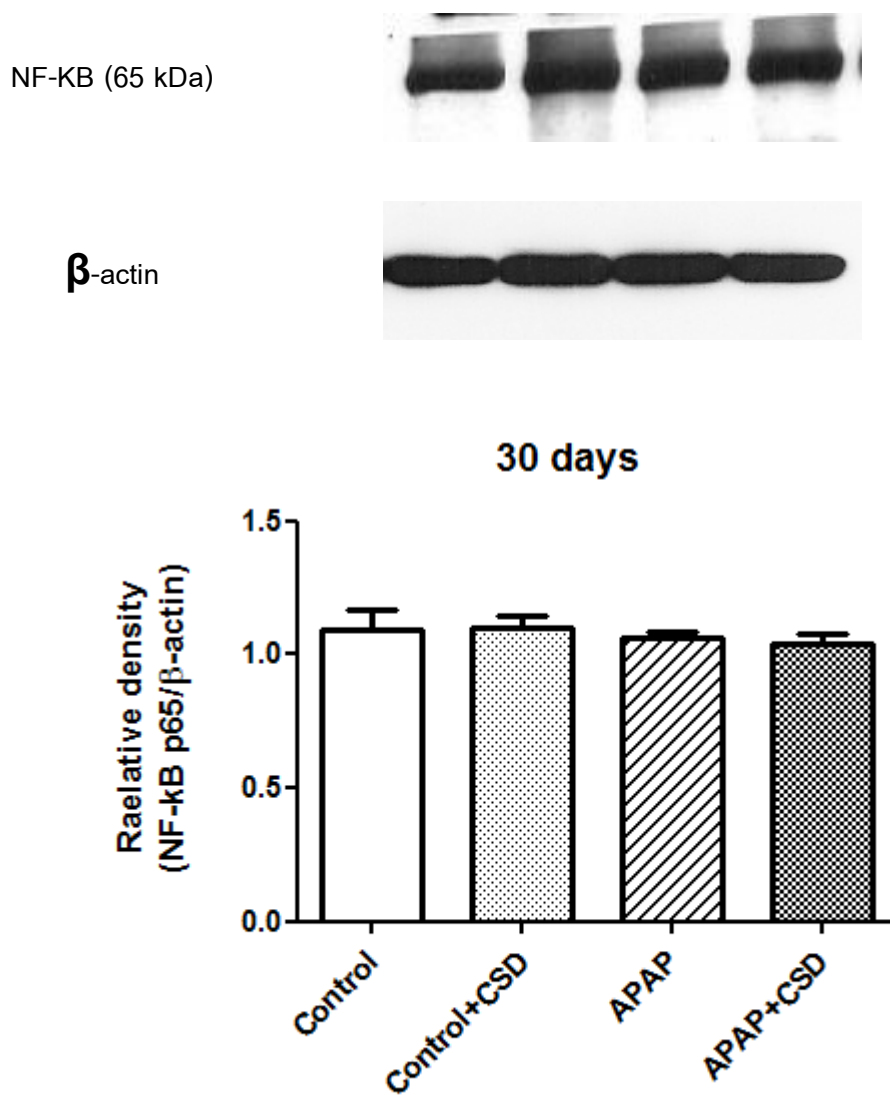 NF-KB (65 kDa)
β-actin
30 days
Raelative density
(NF-kB p65/β-actin)
1.5
1.0
0.5
0.0
Control
Control+CSD
APAP
APAP+CSD